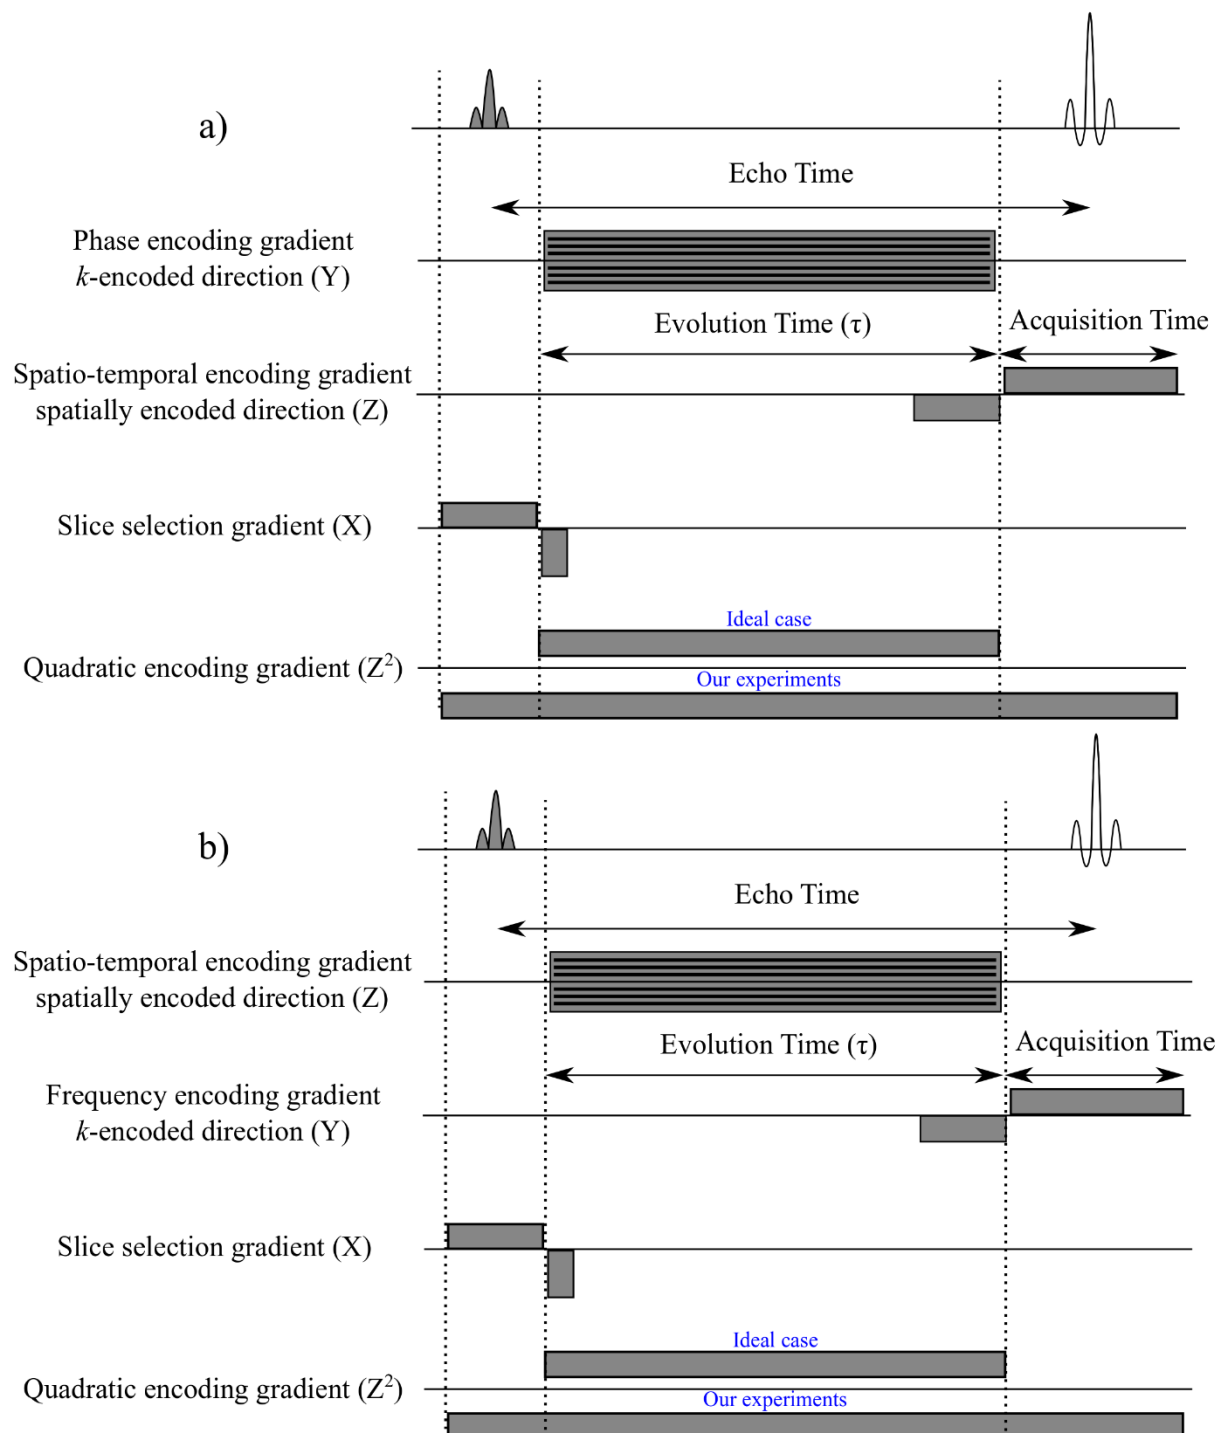 a)
Echo Time
Phase encoding gradient
k-encoded direction (Y)
Evolution Time (τ)
Acquisition Time
Spatio-temporal encoding gradient
spatially encoded direction (Z)
Slice selection gradient (X)
Ideal case
Quadratic encoding gradient (Z²)
Our experiments
b)
Echo Time
Spatio-temporal encoding gradient
spatially encoded direction (Z)
Evolution Time (τ)
Acquisition Time
Frequency encoding gradient
k-encoded direction (Y)
Slice selection gradient (X)
Ideal case
Quadratic encoding gradient (Z²)
Our experiments